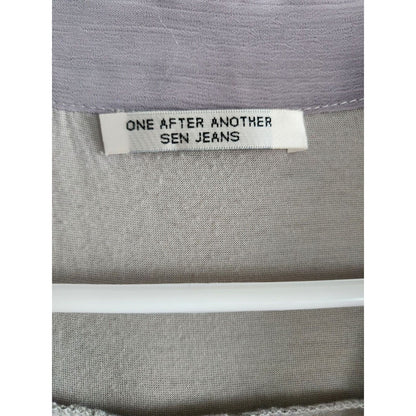 ONE AFTER ANOTHER
SEN JEANS